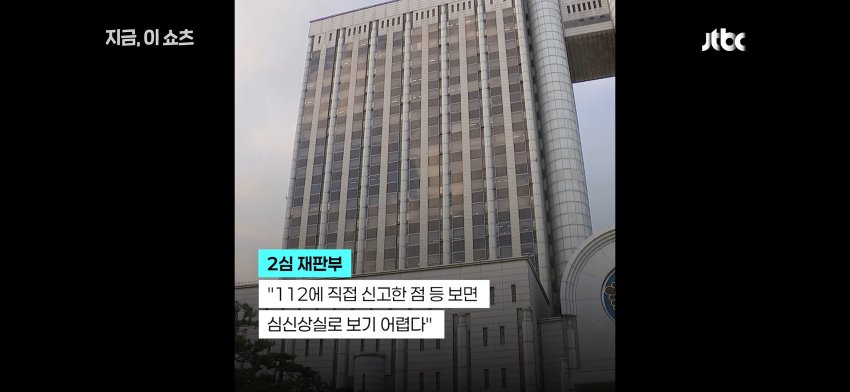 지금, 이 쇼츠
jtbc
2심 재판부
"112에 직접 신고한 점 등 보면
심신상실로 보기 어렵다"